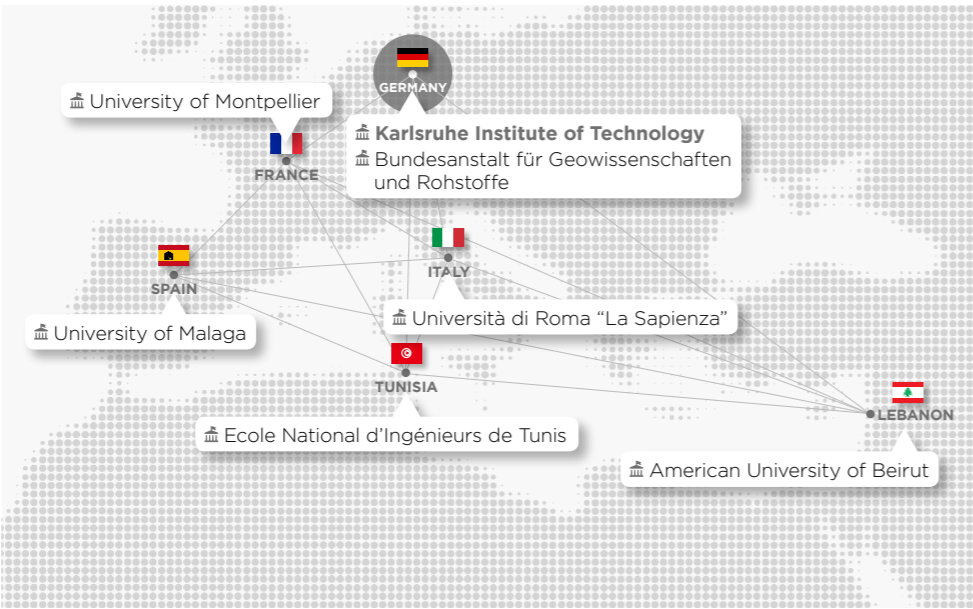 GERMANY
University of Montpellier
Karlsruhe Institute of Technology
Bundesanstalt für Geowissenschaften
und Rohstoffe
FRANCE
ITALY
SPAIN
Università di Roma “La Sapienza”
University of Malaga
TUNISIA
LEBANON
Ecole National d’Ingénieurs de Tunis
American University of Beirut